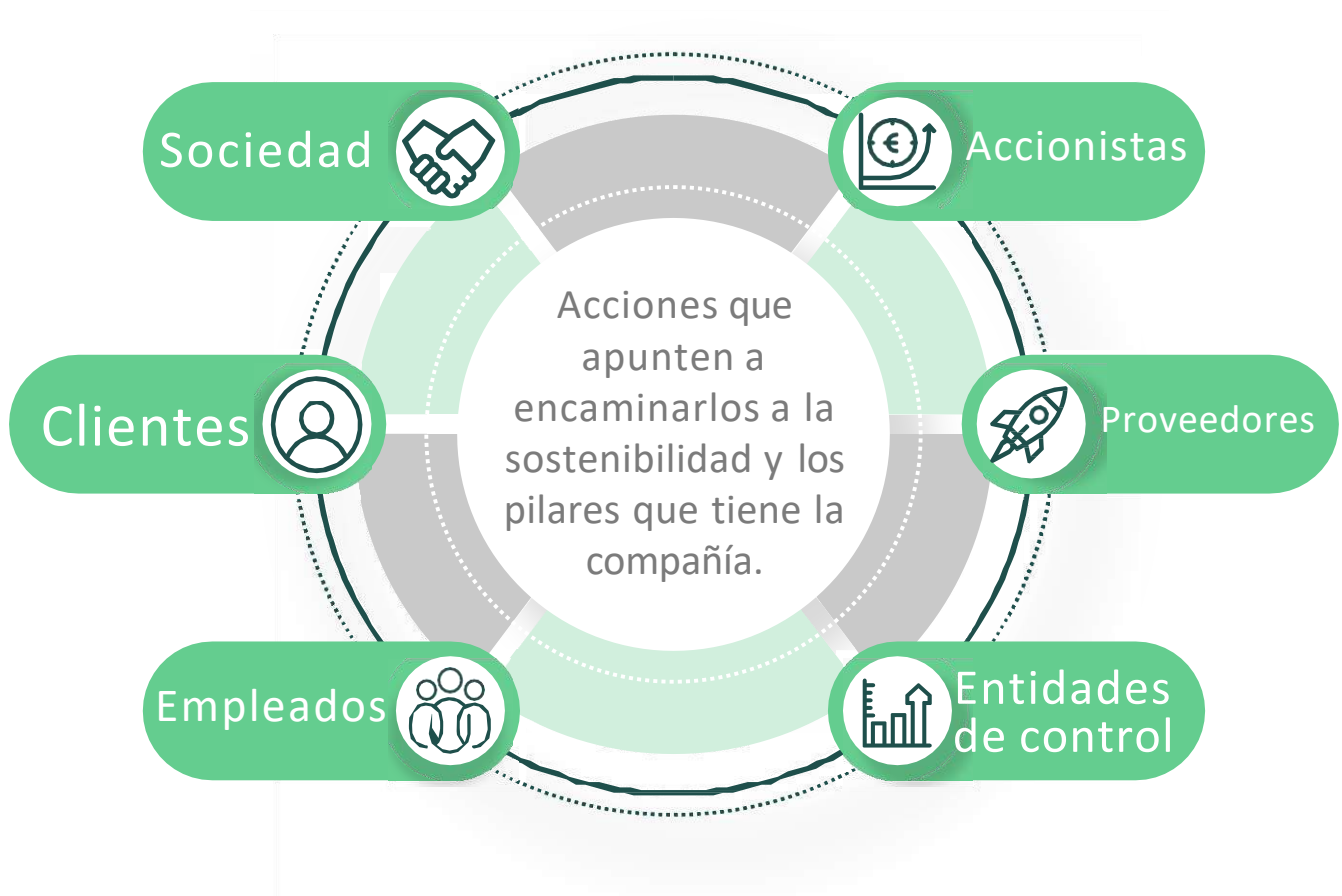 Sociedad
Accionistas
Acciones que
apunten a
encaminarlos a la
sostenibilidad y los
pilares que tiene la
compañía.
Clientes
Proveedores
Empleados
Entidades
de control